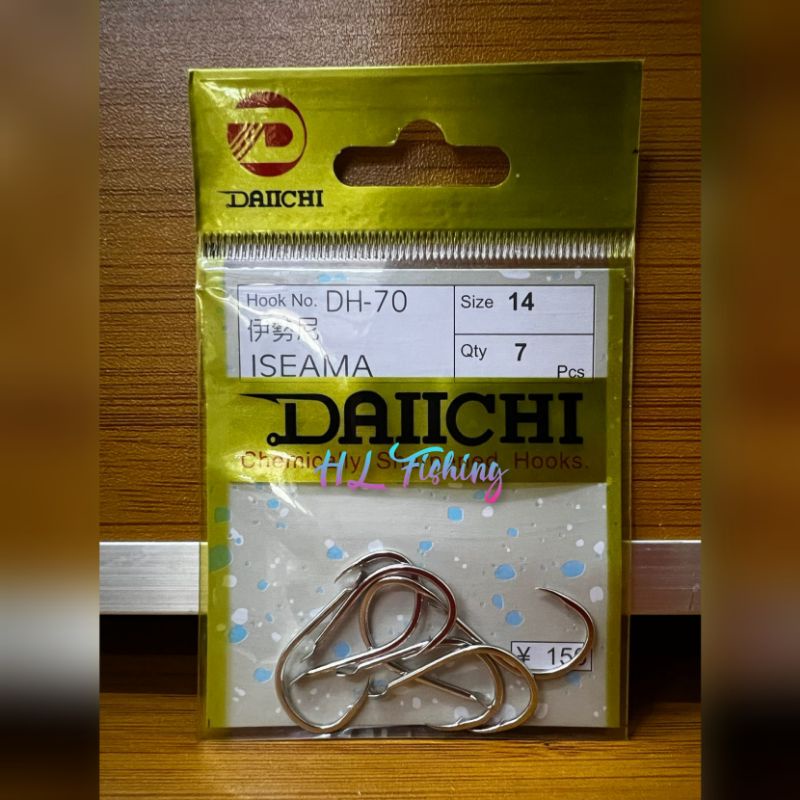 DAIICHI
Hook No. DH-70
伊勢尼
ISEAMA
Size 14
Qty 7 Pcs
DAIICHI
Chemically Sharpened Hooks.
HL Fishing
¥ 150